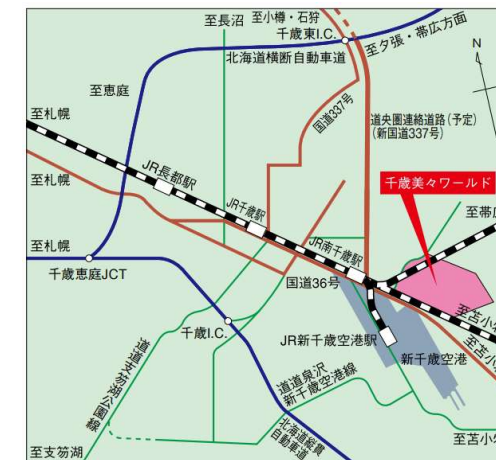 至長沼
至小樽・石狩
千歳東I.C.
至夕張・帯広方面
北海道横断自動車道
N
至恵庭
国道337号
道央圏連絡道路(予定)
(新国道337号)
至札幌
JR長都駅
至札幌
JR千歳駅
千歳美々ワールド
至帯広
JR南千歳駅
至札幌
千歳恵庭JCT
国道36号
千歳I.C.
JR新千歳空港駅
新千歳空港
至苫小
至苫小
道道支笏湖公園線
道道泉沢
新千歳空港線
北海道縦貫
自動車道
至支笏湖
至苫小